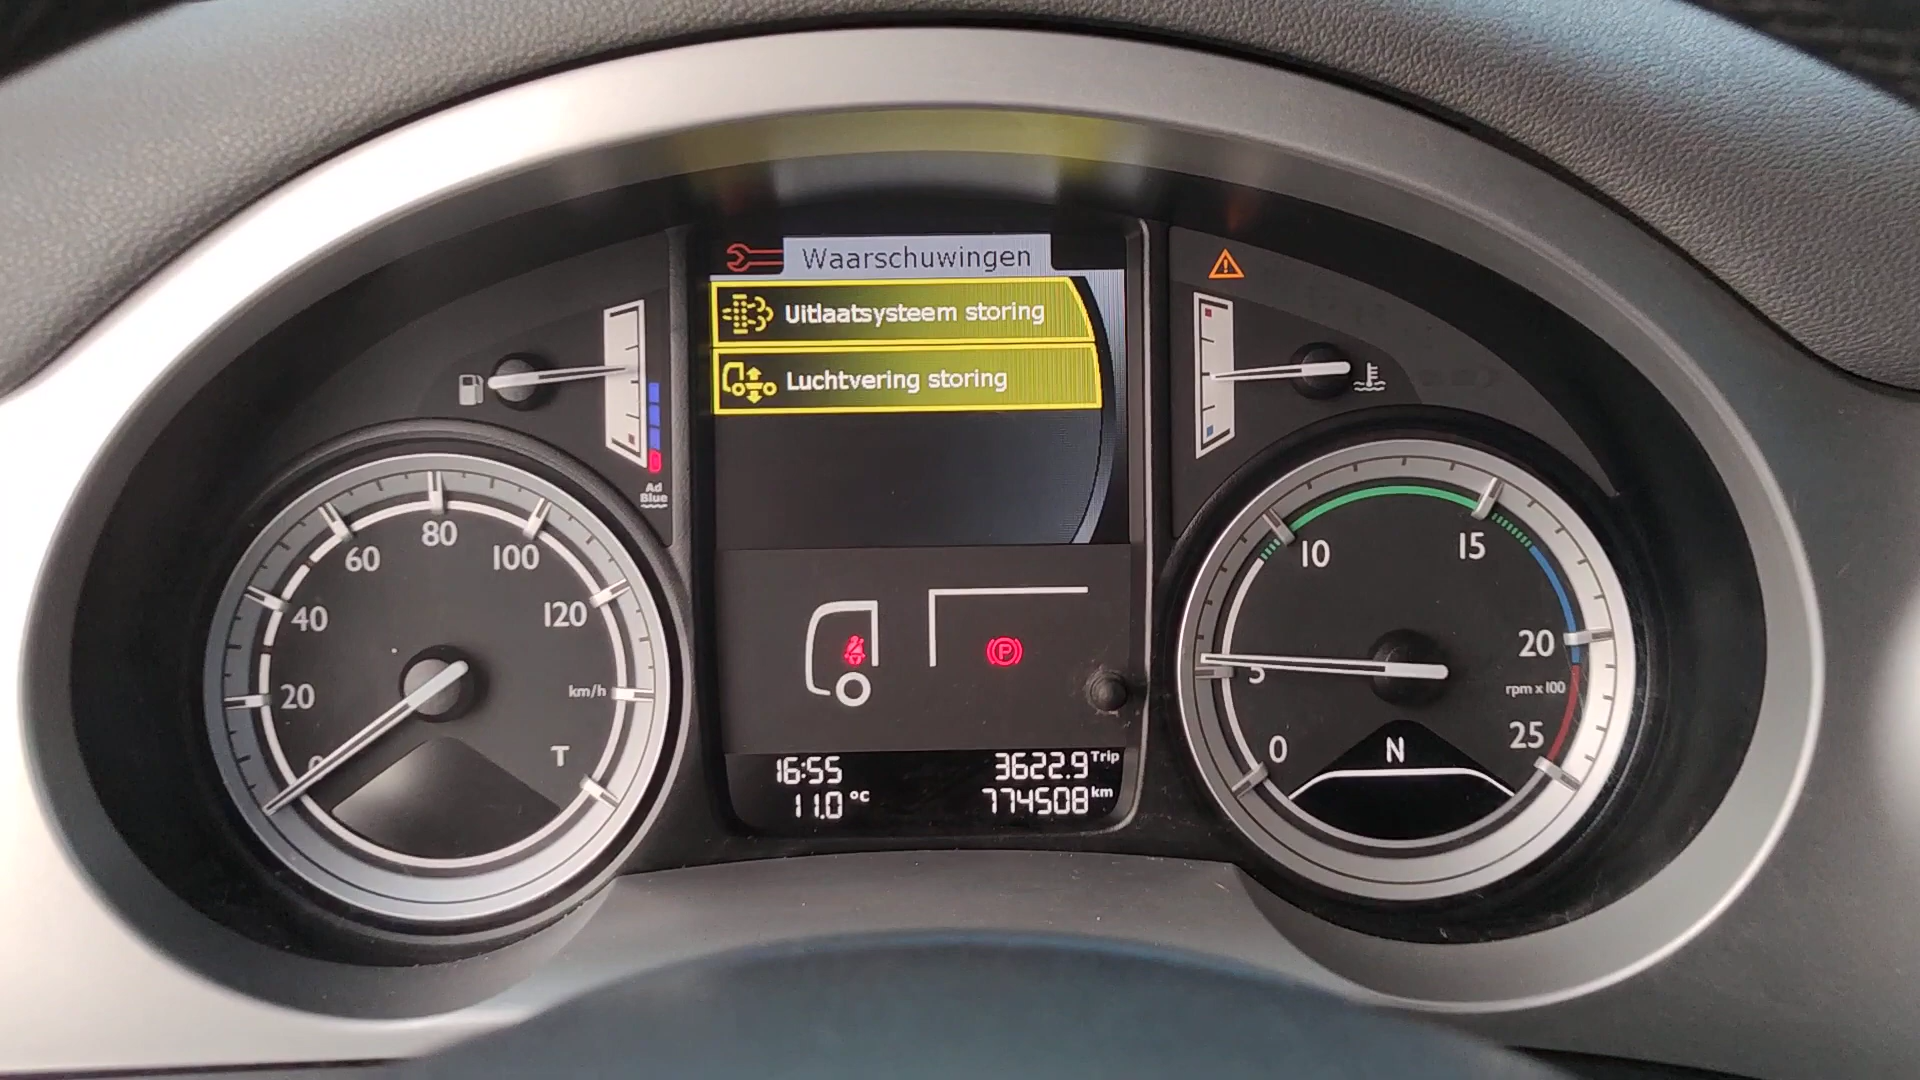 Waarschuwingen
Uitlaatsysteem storing
Luchtvering storing
Ad
Blue
0
20
40
60
80
100
120
km/h
T
P
16:55
11.0 °C
3622.9 Trip
774508 km
0
5
10
15
20
25
rpm x 100
N